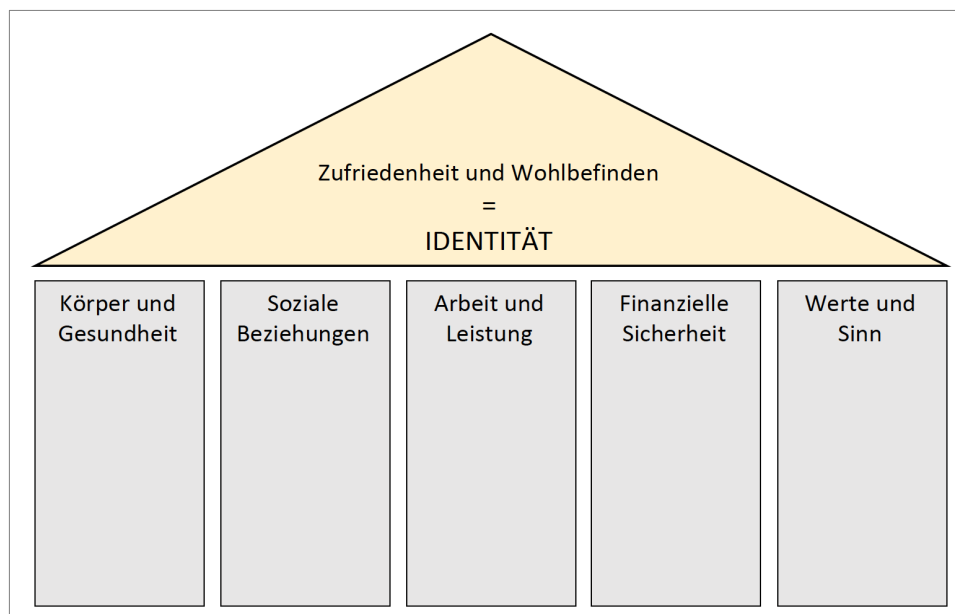 Zufriedenheit und Wohlbefinden
=
IDENTITÄT
Körper und
Gesundheit
Soziale
Beziehungen
Arbeit und
Leistung
Finanzielle
Sicherheit
Werte und
Sinn